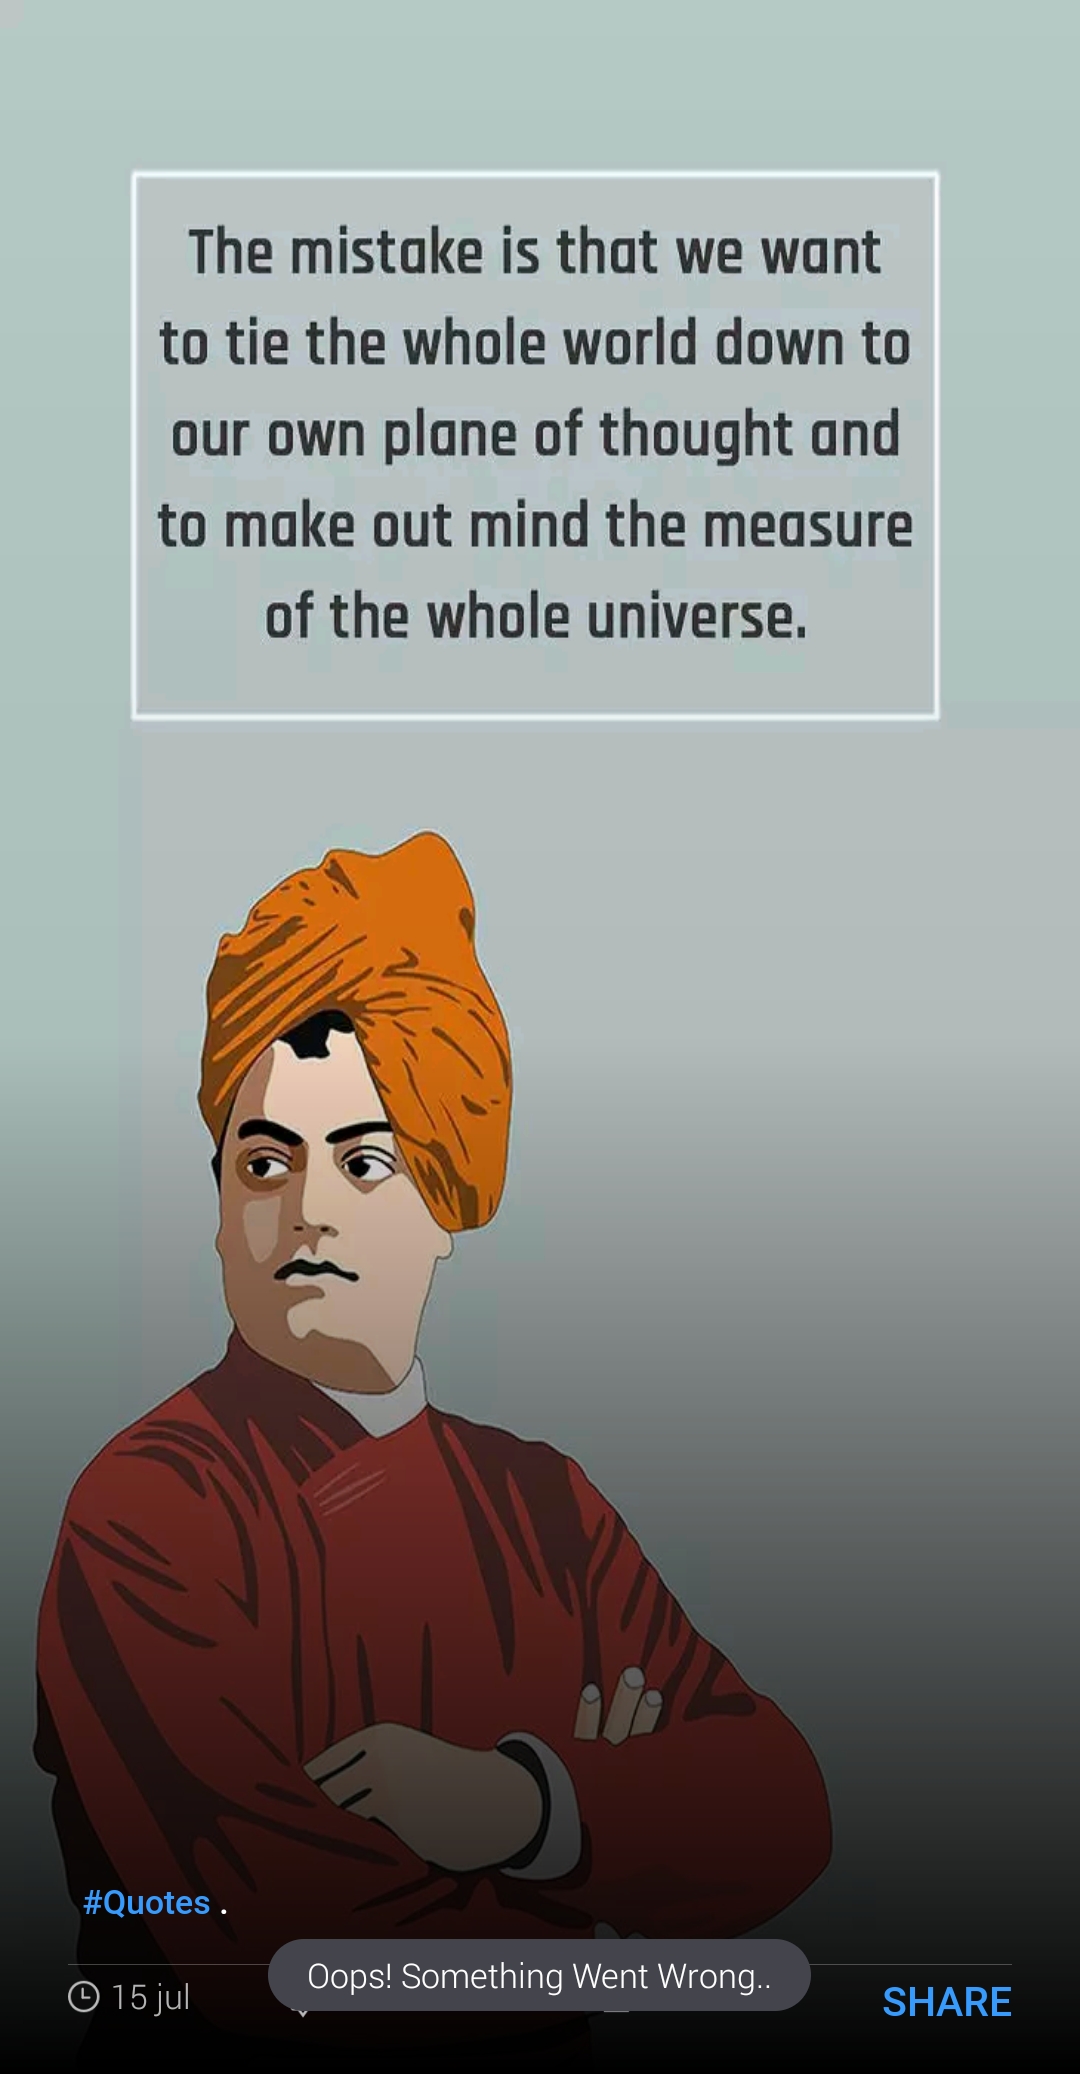 The mistake is that we want
to tie the whole world down to
our own plane of thought and
to make out mind the measure
of the whole universe.
#Quotes .
Oops! Something Went Wrong..
15 jul
SHARE